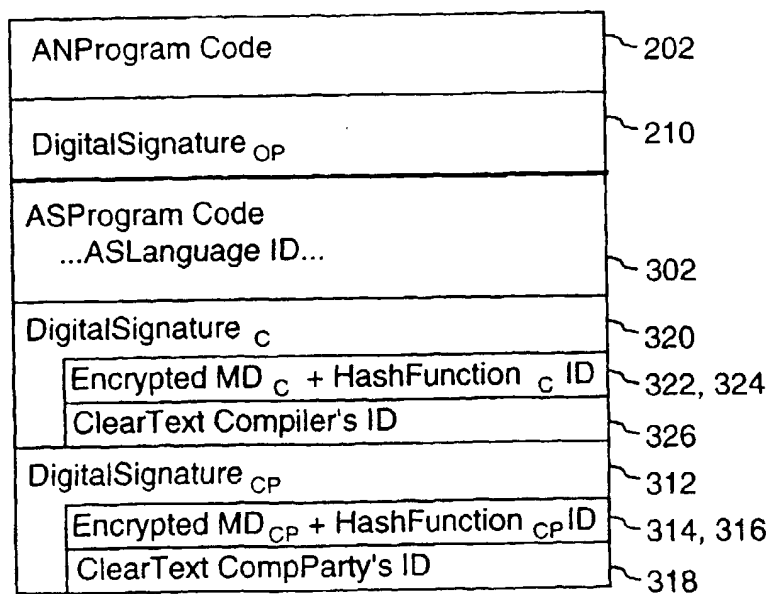 ANProgram Code 202
DigitalSignature OP 210
ASProgram Code
...ASLanguage ID... 302
DigitalSignature C 320
Encrypted MD C + HashFunction C ID 322, 324
ClearText Compiler's ID 326
DigitalSignature CP 312
Encrypted MD CP + HashFunction CP ID 314, 316
ClearText CompParty's ID 318